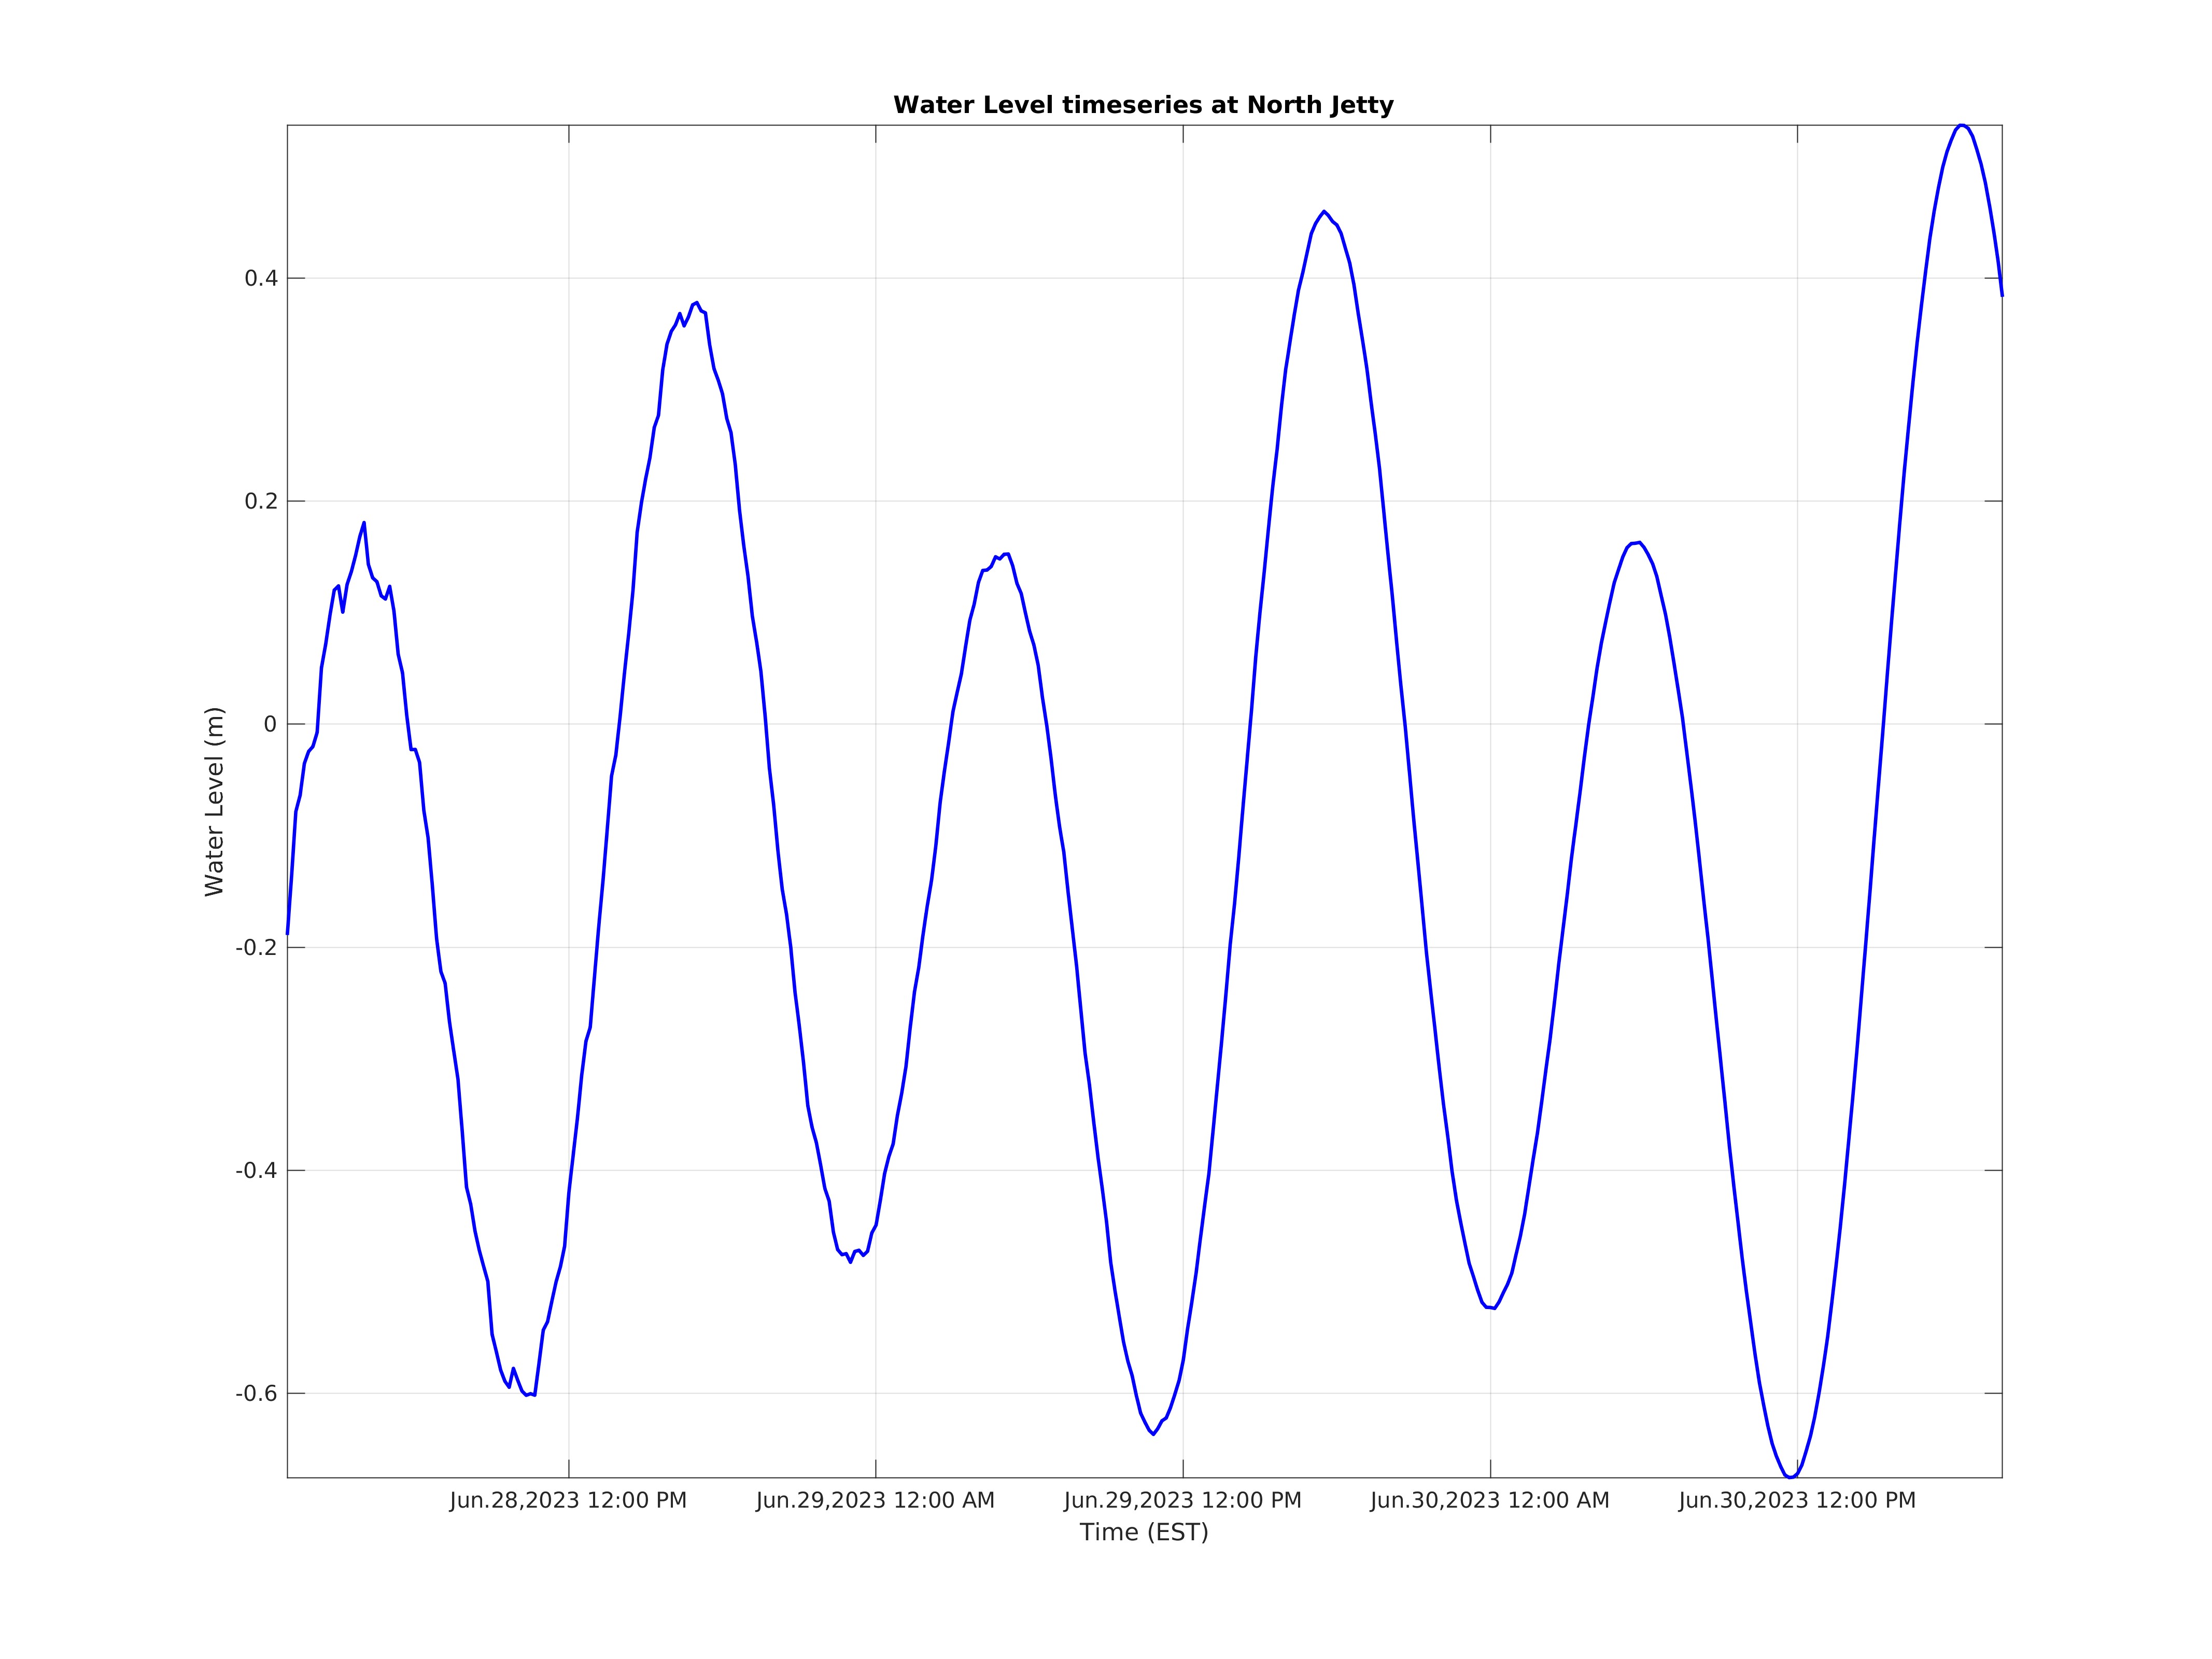 Water Level timeseries at North Jetty
0.4
0.2
0
-0.2
-0.4
-0.6
Water Level (m)
Jun.28,2023 12:00 PM
Jun.29,2023 12:00 AM
Jun.29,2023 12:00 PM
Jun.30,2023 12:00 AM
Jun.30,2023 12:00 PM
Time (EST)